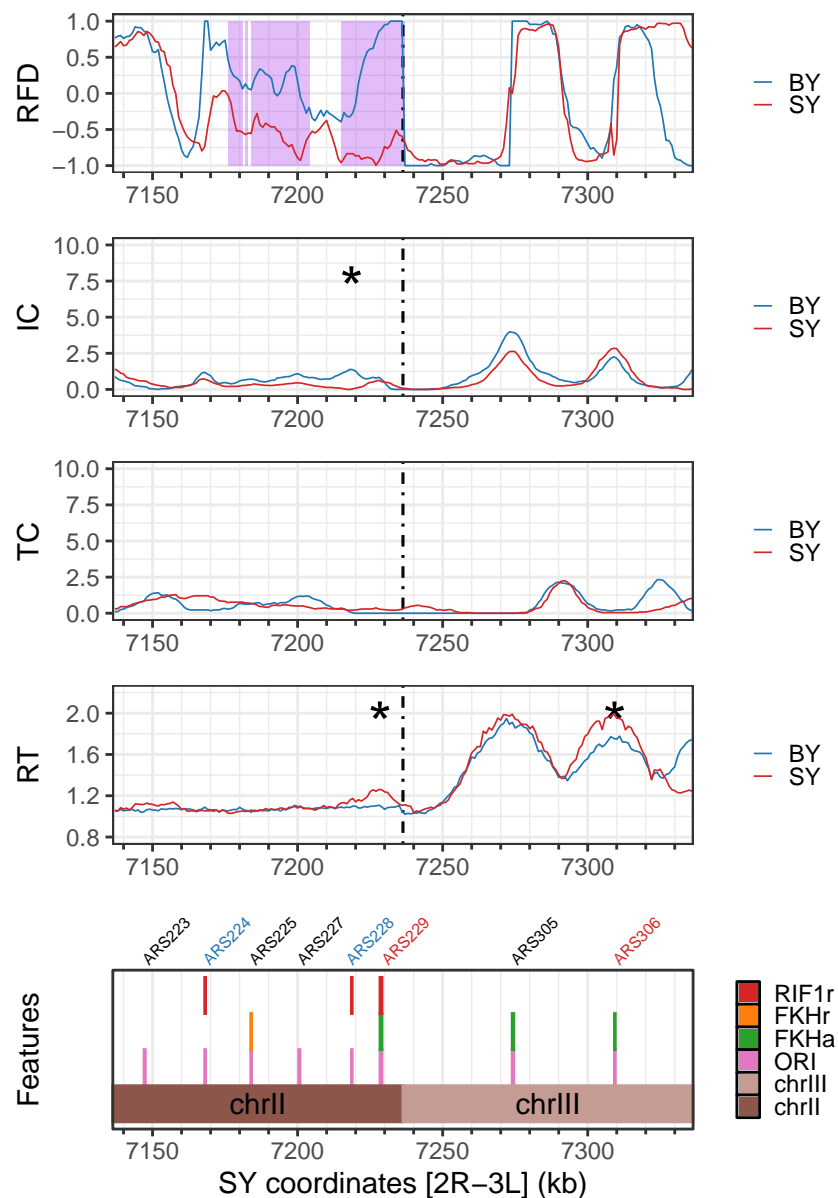 RFD
1.0
0.5
0.0
−0.5
−1.0
7150
7200
7250
7300
BY
SY
IC
10.0
7.5
5.0
2.5
0.0
*
7150
7200
7250
7300
BY
SY
TC
10.0
7.5
5.0
2.5
0.0
7150
7200
7250
7300
BY
SY
RT
2.0
1.6
1.2
0.8
* *
7150
7200
7250
7300
BY
SY
ARS223
ARS224
ARS225
ARS227
ARS228
ARS229
ARS305
ARS306
Features
chrII
chrIII
RIF1r
FKHr
FKHa
ORI
chrIII
chrII
7150
7200
7250
7300
SY coordinates [2R−3L] (kb)